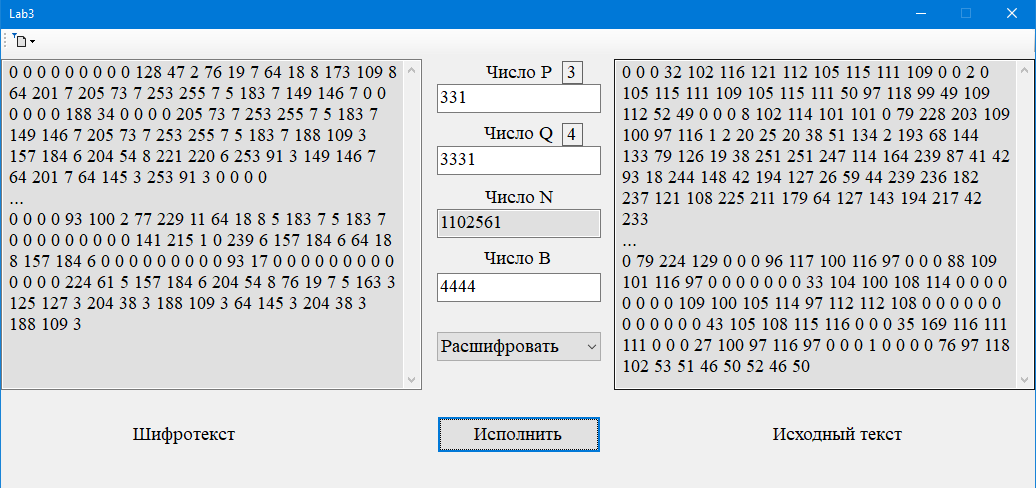 Lab3
0 0 0 0 0 0 0 0 0 128 47 2 76 19 7 64 18 8 173 109 8
64 201 7 205 73 7 253 255 7 5 183 7 149 146 7 0 0
0 0 0 0 188 34 0 0 0 0 205 73 7 253 255 7 5 183 7
149 146 7 205 73 7 253 255 7 5 183 7 188 109 3
157 184 6 204 54 8 221 220 6 253 91 3 149 146 7
64 201 7 64 145 3 253 91 3 0 0 0 0
...
0 0 0 0 93 100 2 77 229 11 64 18 8 5 183 7 5 183 7
0 0 0 0 0 0 0 0 0 141 215 1 0 239 6 157 184 6 64 18
8 157 184 6 0 0 0 0 0 0 0 0 0 93 17 0 0 0 0 0 0 0 0
0 0 0 0 224 61 5 157 184 6 204 54 8 76 19 7 5 163 3
125 127 3 204 38 3 188 109 3 64 145 3 204 38 3
188 109 3
Шифротекст
Число P 3
331
Число Q 4
3331
Число N
1102561
Число B
4444
Расшифровать
Исполнить
0 0 0 32 102 116 121 112 105 115 111 109 0 0 2 0
105 115 111 109 105 115 111 50 97 118 99 49 109
112 52 49 0 0 0 8 102 114 101 101 0 79 228 203 109
100 97 116 1 2 20 25 20 38 51 134 2 193 68 144
133 79 126 19 38 251 251 247 114 164 239 87 41 42
93 18 244 148 42 194 127 26 59 44 239 236 182
237 121 108 225 211 179 64 127 143 194 217 42
233
...
0 79 224 129 0 0 0 96 117 100 116 97 0 0 0 88 109
101 116 97 0 0 0 0 0 0 0 33 104 100 108 114 0 0 0 0
0 0 0 0 109 100 105 114 97 112 112 108 0 0 0 0 0 0
0 0 0 0 0 0 43 105 108 115 116 0 0 0 35 169 116 111
111 0 0 0 27 100 97 116 97 0 0 0 1 0 0 0 0 76 97 118
102 53 51 46 50 52 46 50
Исходный текст